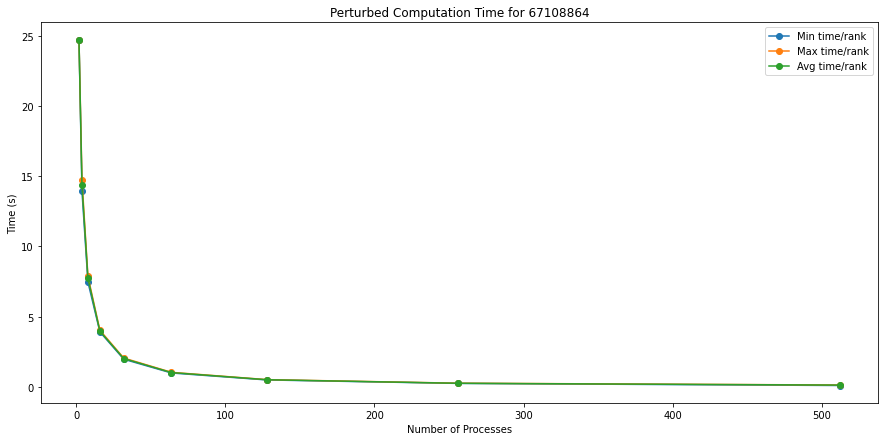 Perturbed Computation Time for 67108864
Min time/rank
Max time/rank
Avg time/rank
Time (s)
25
20
15
10
5
0
0 100 200 300 400 500
Number of Processes